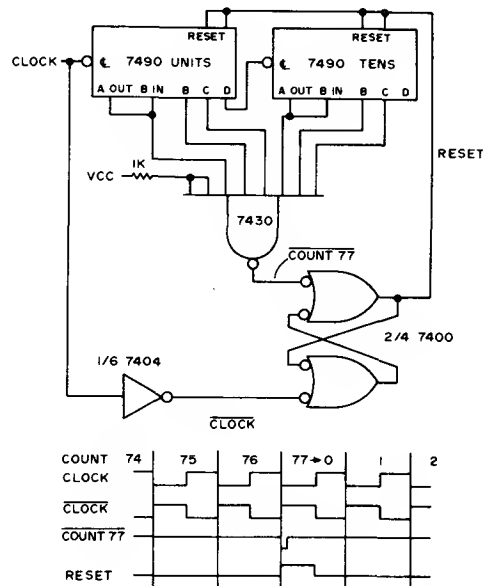 RESET
RESET
CLOCK
¢ 7490 UNITS
¢ 7490 TENS
A OUT B IN B C D
A OUT B IN B C D
RESET
1K
VCC
7430
COUNT 77
2/4 7400
1/6 7404
CLOCK
COUNT 74 75 76 77→0 1 2
CLOCK
CLOCK
COUNT 77
RESET